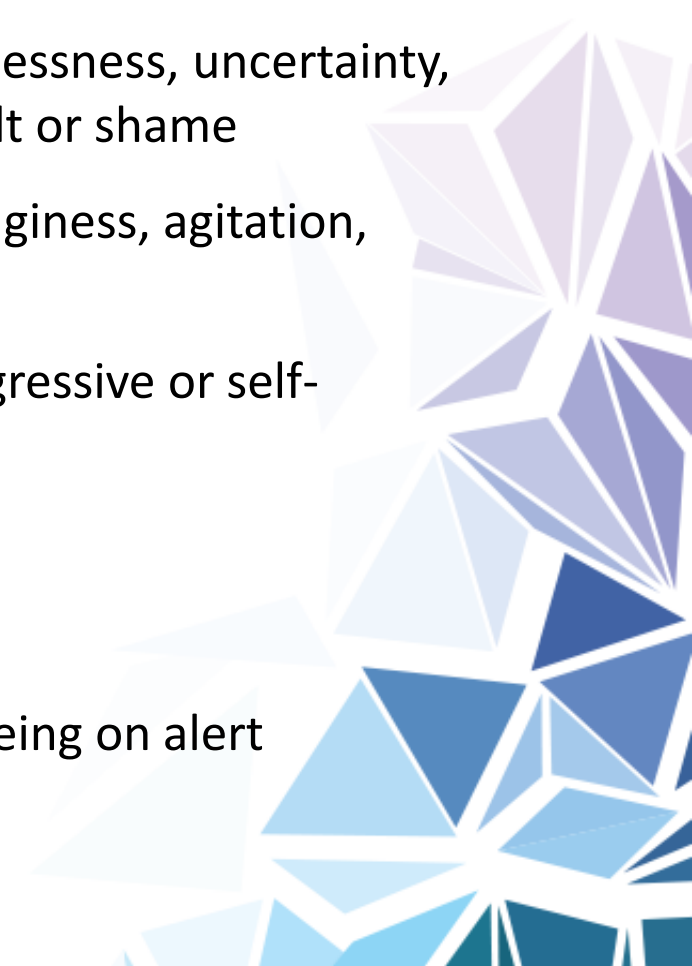 essness, uncertainty,
lt or shame
giness, agitation,
gressive or self-
eing on alert